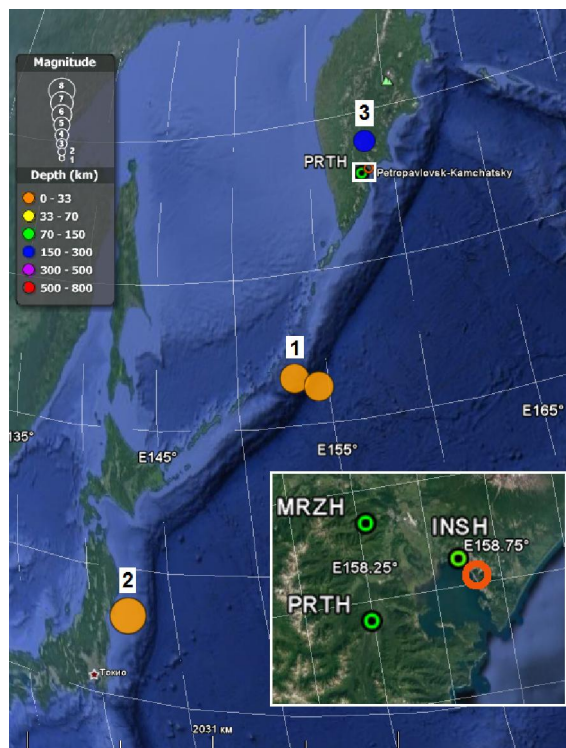 Magnitude
8
7
6
5
4
3
2
1
Depth (km)
0 - 33
33 - 70
70 - 150
150 - 300
300 - 500
500 - 800
3
PRTH
Petropavlovsk-Kamchatsky
1
135°
E145°
E155°
E165°
2
Токио
2031 км
MRZH
INSH
E158.75°
E158.25°
PRTH